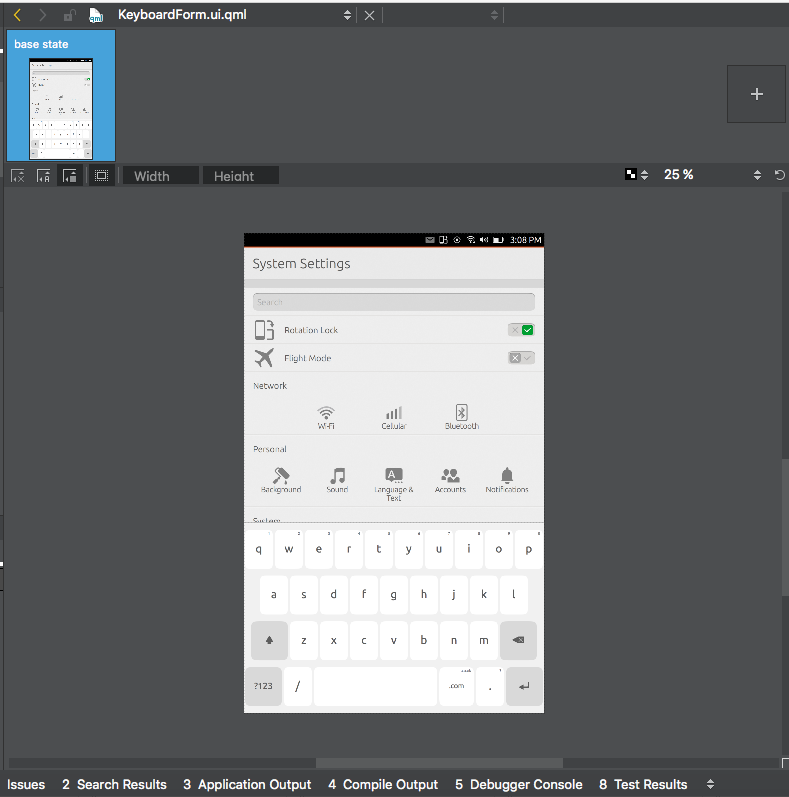 KeyboardForm.ui.qml
base state
+
Width Height
25 %
3:08 PM
System Settings
Search
Rotation Lock
Flight Mode
Network
Wi-Fi Cellular Bluetooth
Personal
Background Sound Language & Text Accounts Notifications
System
q w e r t y u i o p
a s d f g h j k l
z x c v b n m
?123 / .com .
Issues 2 Search Results 3 Application Output 4 Compile Output 5 Debugger Console 8 Test Results